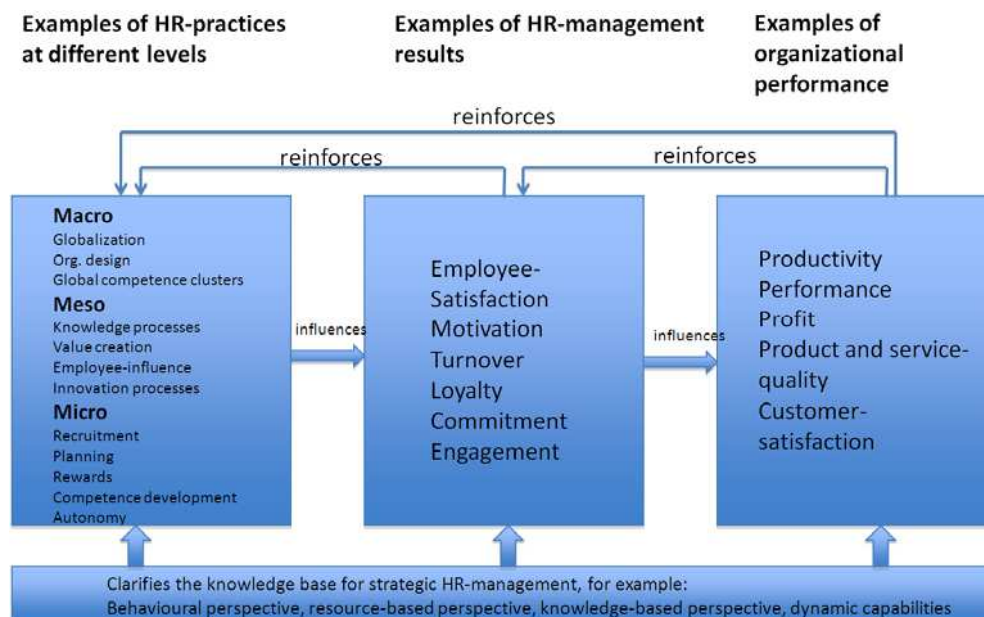 Examples of HR-practices
at different levels
Examples of HR-management
results
Examples of
organizational
performance
reinforces
reinforces
reinforces
Macro
Globalization
Org. design
Global competence clusters
Meso
Knowledge processes
Value creation
Employee-influence
Innovation processes
Micro
Recruitment
Planning
Rewards
Competence development
Autonomy
influences
Employee-
Satisfaction
Motivation
Turnover
Loyalty
Commitment
Engagement
influences
Productivity
Performance
Profit
Product and service-
quality
Customer-
satisfaction
Clarifies the knowledge base for strategic HR-management, for example:
Behavioural perspective, resource-based perspective, knowledge-based perspective, dynamic capabilities